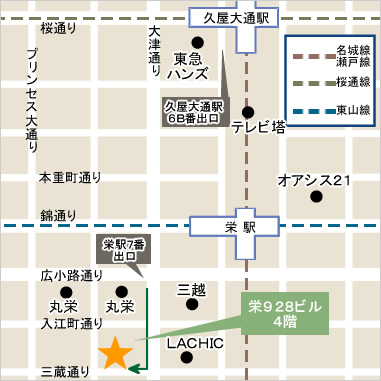 久屋大通駅
桜通り
大津通り
東急
ハンズ
プリンセス大通り
名城線
瀬戸線
桜通線
東山線
久屋大通駅
6B番出口
テレビ塔
本重町通り
オアシス21
錦通り
栄 駅
栄駅7番
出口
広小路通り
丸栄
丸栄
三越
栄928ビル
4階
入江町通り
LACHIC
三蔵通り